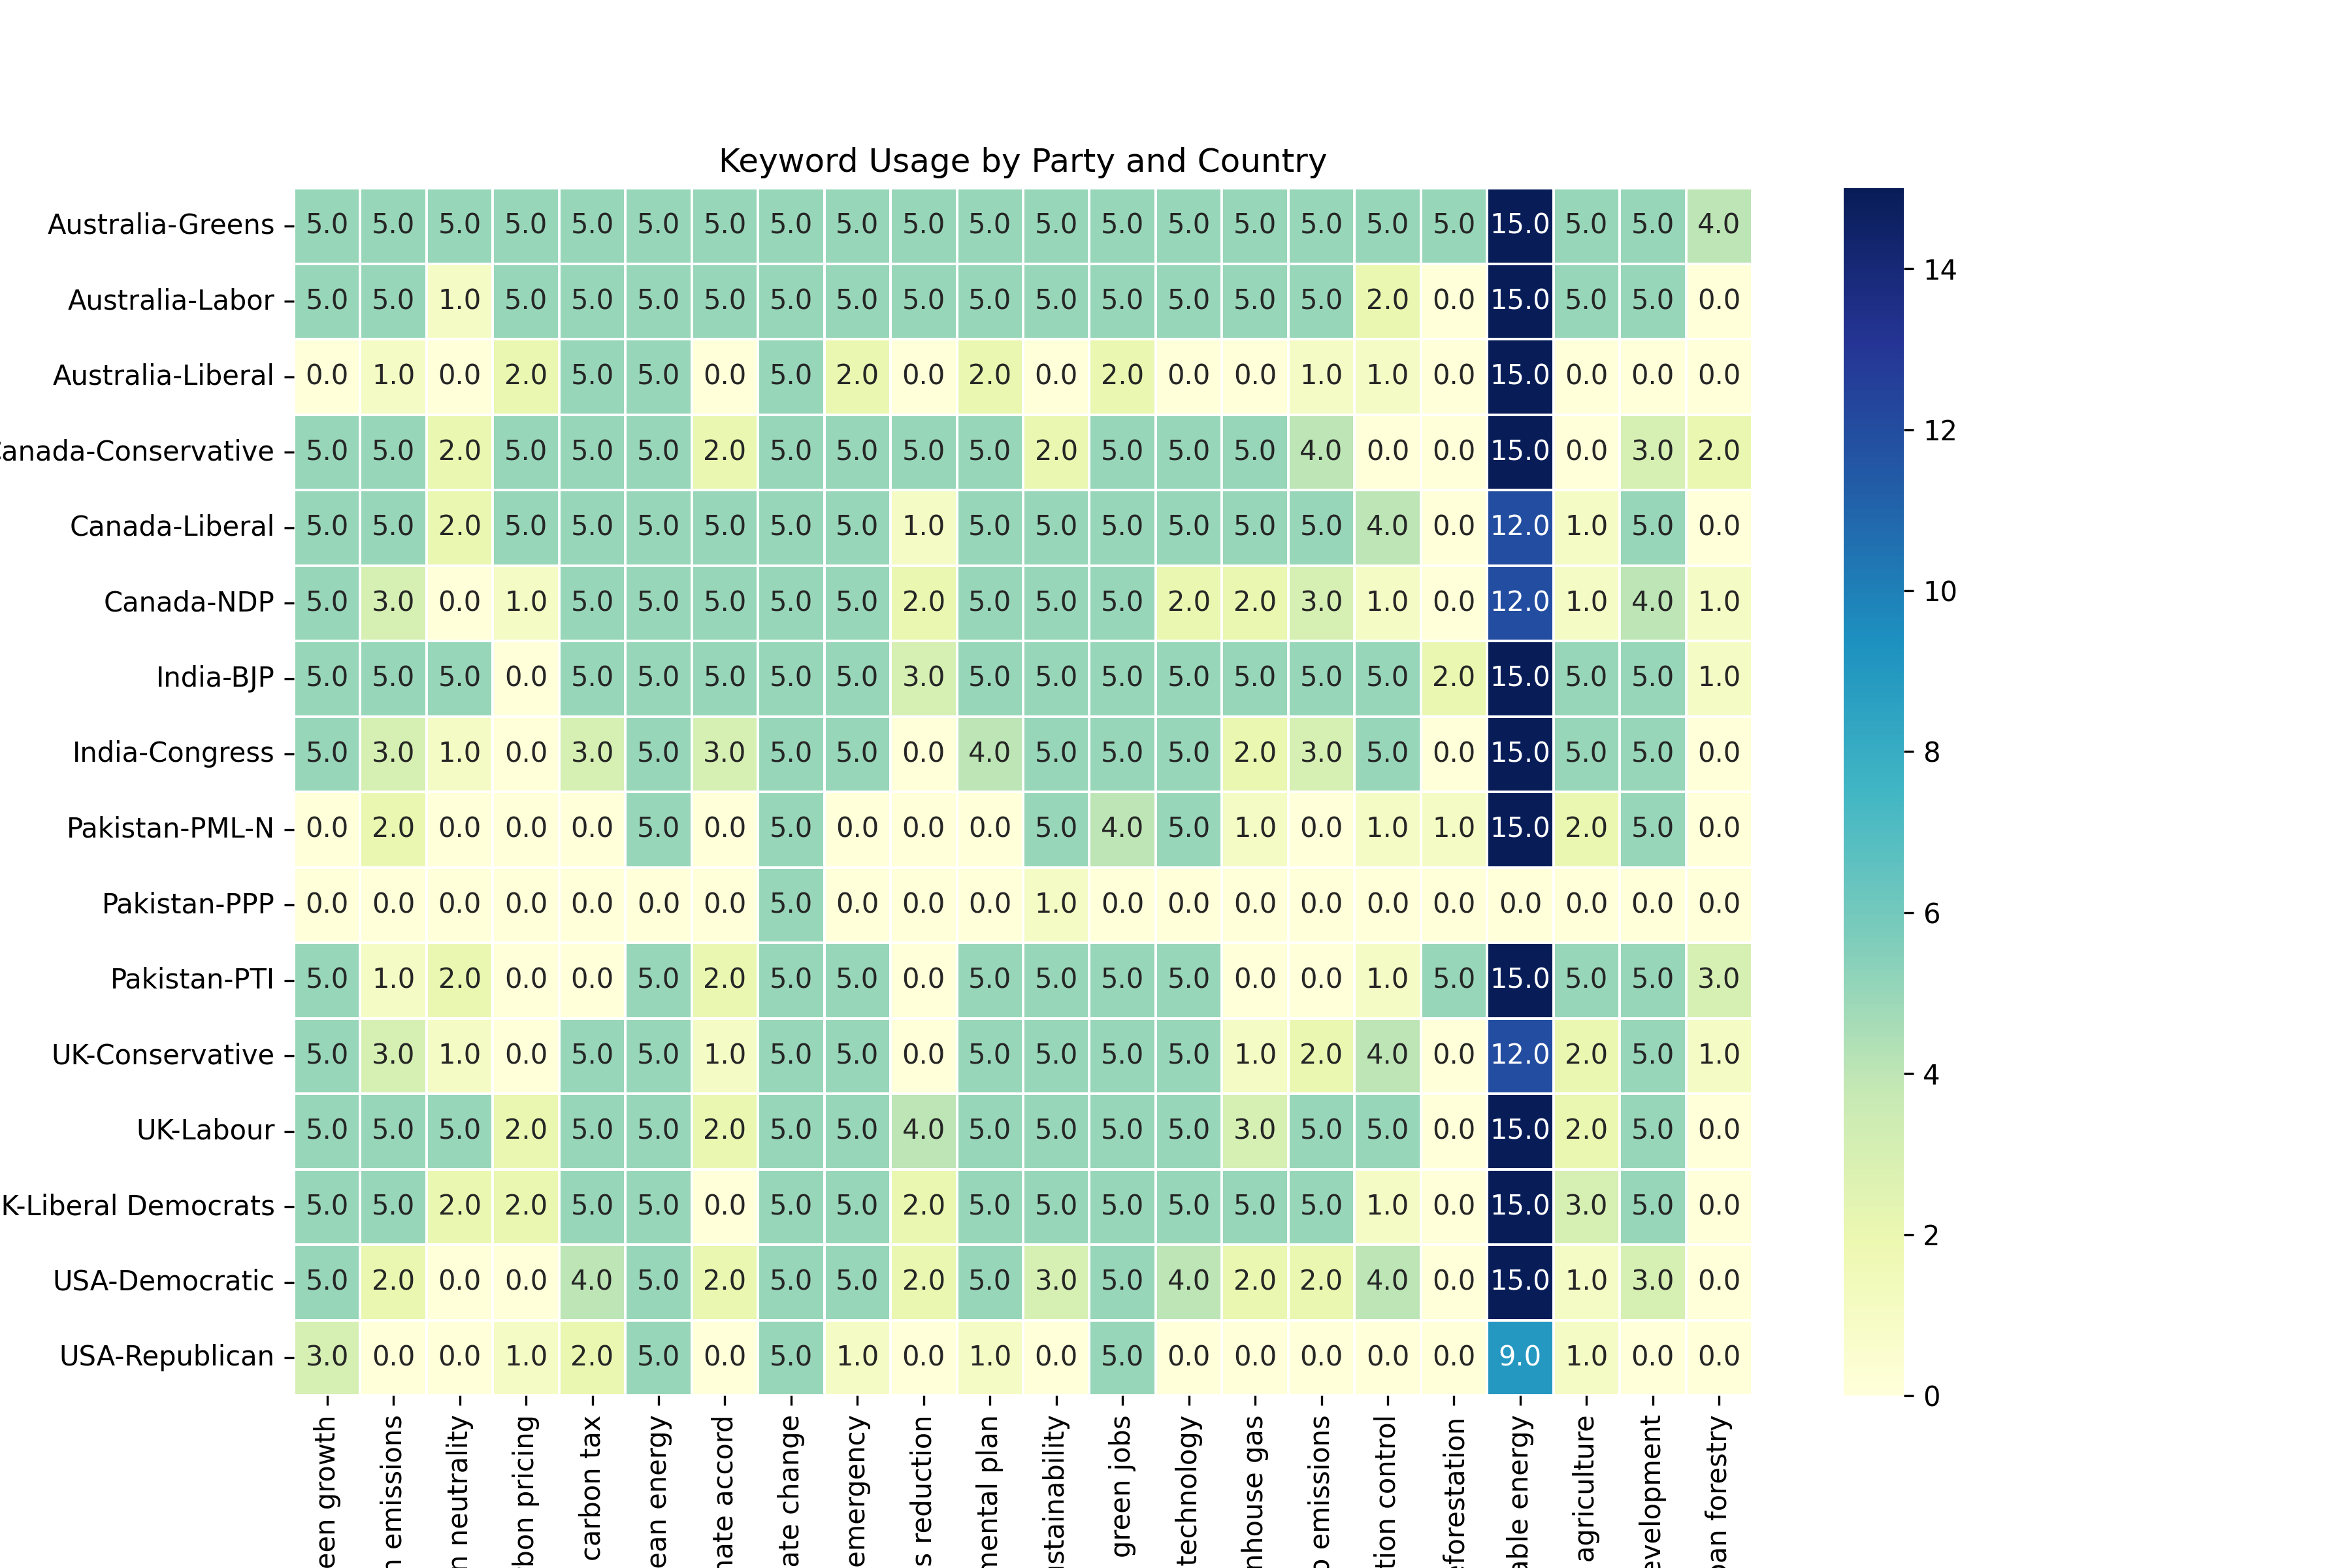 Keyword Usage by Party and Country
Australia-Greens 5.0 5.0 5.0 5.0 5.0 5.0 5.0 5.0 5.0 5.0 5.0 5.0 5.0 5.0 5.0 5.0 5.0 5.0 15.0 5.0 5.0 4.0
Australia-Labor 5.0 5.0 1.0 5.0 5.0 5.0 5.0 5.0 5.0 5.0 5.0 5.0 5.0 5.0 5.0 5.0 2.0 0.0 15.0 5.0 5.0 0.0
Australia-Liberal 0.0 1.0 0.0 2.0 5.0 5.0 0.0 5.0 2.0 0.0 2.0 0.0 2.0 0.0 0.0 1.0 1.0 0.0 15.0 0.0 0.0 0.0
anada-Conservative 5.0 5.0 2.0 5.0 5.0 5.0 2.0 5.0 5.0 5.0 5.0 2.0 5.0 5.0 5.0 4.0 0.0 0.0 15.0 0.0 3.0 2.0
Canada-Liberal 5.0 5.0 2.0 5.0 5.0 5.0 5.0 5.0 5.0 1.0 5.0 5.0 5.0 5.0 5.0 5.0 4.0 0.0 12.0 1.0 5.0 0.0
Canada-NDP 5.0 3.0 0.0 1.0 5.0 5.0 5.0 5.0 5.0 2.0 5.0 5.0 5.0 2.0 2.0 3.0 1.0 0.0 12.0 1.0 4.0 1.0
India-BJP 5.0 5.0 5.0 0.0 5.0 5.0 5.0 5.0 5.0 3.0 5.0 5.0 5.0 5.0 5.0 5.0 5.0 2.0 15.0 5.0 5.0 1.0
India-Congress 5.0 3.0 1.0 0.0 3.0 5.0 3.0 5.0 5.0 0.0 4.0 5.0 5.0 5.0 2.0 3.0 5.0 0.0 15.0 5.0 5.0 0.0
Pakistan-PML-N 0.0 2.0 0.0 0.0 0.0 5.0 0.0 5.0 0.0 0.0 0.0 5.0 4.0 5.0 1.0 0.0 1.0 1.0 15.0 2.0 5.0 0.0
Pakistan-PPP 0.0 0.0 0.0 0.0 0.0 0.0 0.0 5.0 0.0 0.0 0.0 1.0 0.0 0.0 0.0 0.0 0.0 0.0 0.0 0.0 0.0 0.0
Pakistan-PTI 5.0 1.0 2.0 0.0 0.0 5.0 2.0 5.0 5.0 0.0 5.0 5.0 5.0 5.0 0.0 0.0 1.0 5.0 15.0 5.0 5.0 3.0
UK-Conservative 5.0 3.0 1.0 0.0 5.0 5.0 1.0 5.0 5.0 0.0 5.0 5.0 5.0 5.0 1.0 2.0 4.0 0.0 12.0 2.0 5.0 1.0
UK-Labour 5.0 5.0 5.0 2.0 5.0 5.0 2.0 5.0 5.0 4.0 5.0 5.0 5.0 5.0 3.0 5.0 5.0 0.0 15.0 2.0 5.0 0.0
K-Liberal Democrats 5.0 5.0 2.0 2.0 5.0 5.0 0.0 5.0 5.0 2.0 5.0 5.0 5.0 5.0 5.0 5.0 1.0 0.0 15.0 3.0 5.0 0.0
USA-Democratic 5.0 2.0 0.0 0.0 4.0 5.0 2.0 5.0 5.0 2.0 5.0 3.0 5.0 4.0 2.0 2.0 4.0 0.0 15.0 1.0 3.0 0.0
USA-Republican 3.0 0.0 0.0 1.0 2.0 5.0 0.0 5.0 1.0 0.0 1.0 0.0 5.0 0.0 0.0 0.0 0.0 0.0 9.0 1.0 0.0 0.0
een growth
n emissions
n neutrality
bon pricing
carbon tax
ean energy
nate accord
ate change
emergency
s reduction
mental plan
ustainability
green jobs
technology
nhouse gas
o emissions
tion control
eforestation
able energy
agriculture
evelopment
ban forestry
14
12
10
8
6
4
2
0